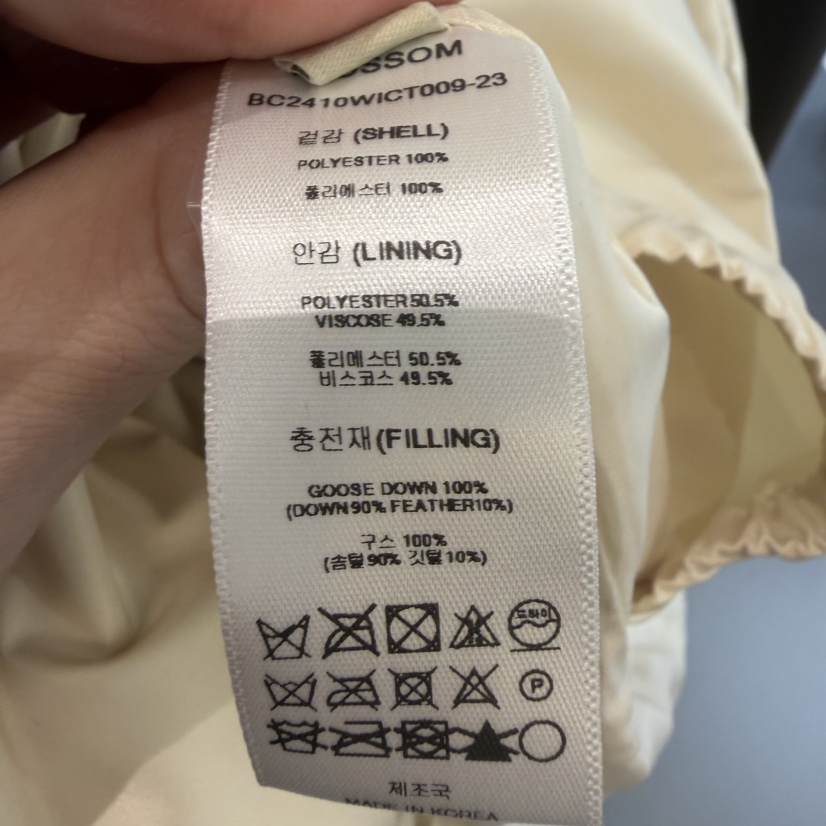 BC2410WICT009-23
겉감 (SHELL)
POLYESTER 100%
폴리에스터 100%
안감 (LINING)
POLYESTER 50.5%
VISCOSE 49.5%
폴리에스터 50.5%
비스코스 49.5%
충전재 (FILLING)
GOOSE DOWN 100%
(DOWN 90% FEATHER 10%)
구스 100%
(솜털 90% 깃털 10%)
드라이
P
제조국
MADE IN KOREA